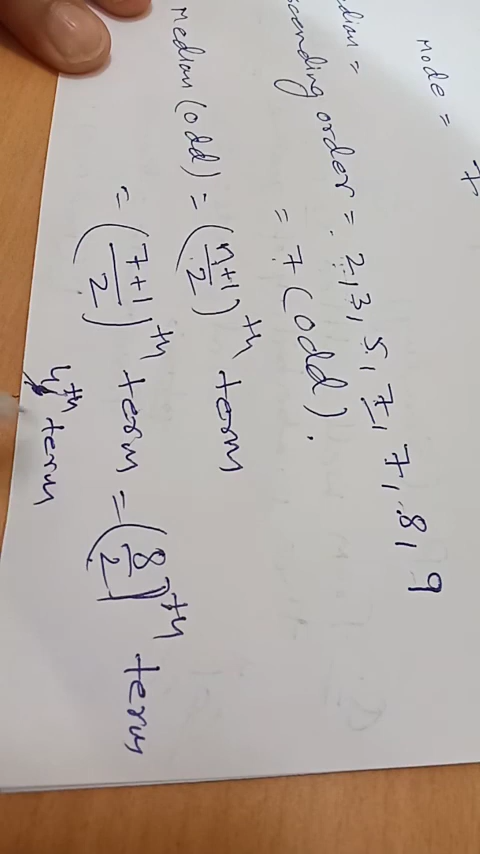 Mode = 7
dian =
scending order = 2, 3, 5, 7, 7, 8, 9
= 7 (odd).
Median (odd) = (n+1/2)th term
= (7+1/2)th term = (8/2)th term
4th term